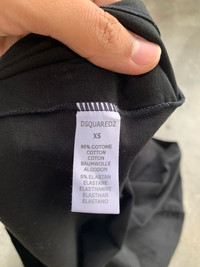 DSQUARED2
XS
95% COTONE
COTTON
COTON
BAUMWOLLE
ALGODON
5% ELASTAN
ELASTANE
ELASTHANNE
ELASTHAN
ELASTANO